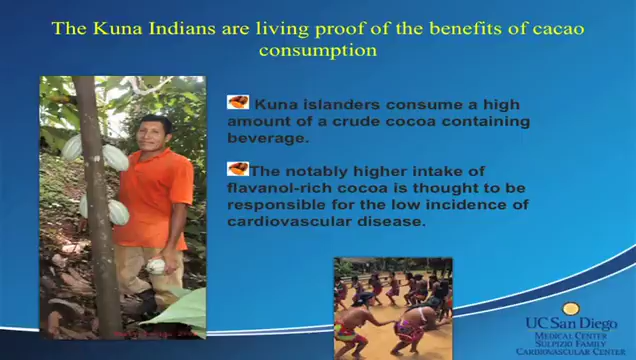 The Kuna Indians are living proof of the benefits of cacao
consumption
Kuna islanders consume a high
amount of a crude cocoa containing
beverage.
The notably higher intake of
flavanol-rich cocoa is thought to be
responsible for the low incidence of
cardiovascular disease.
UC San Diego
MEDICAL CENTER
SULPIZIO FAMILY
CARDIOVASCULAR CENTER